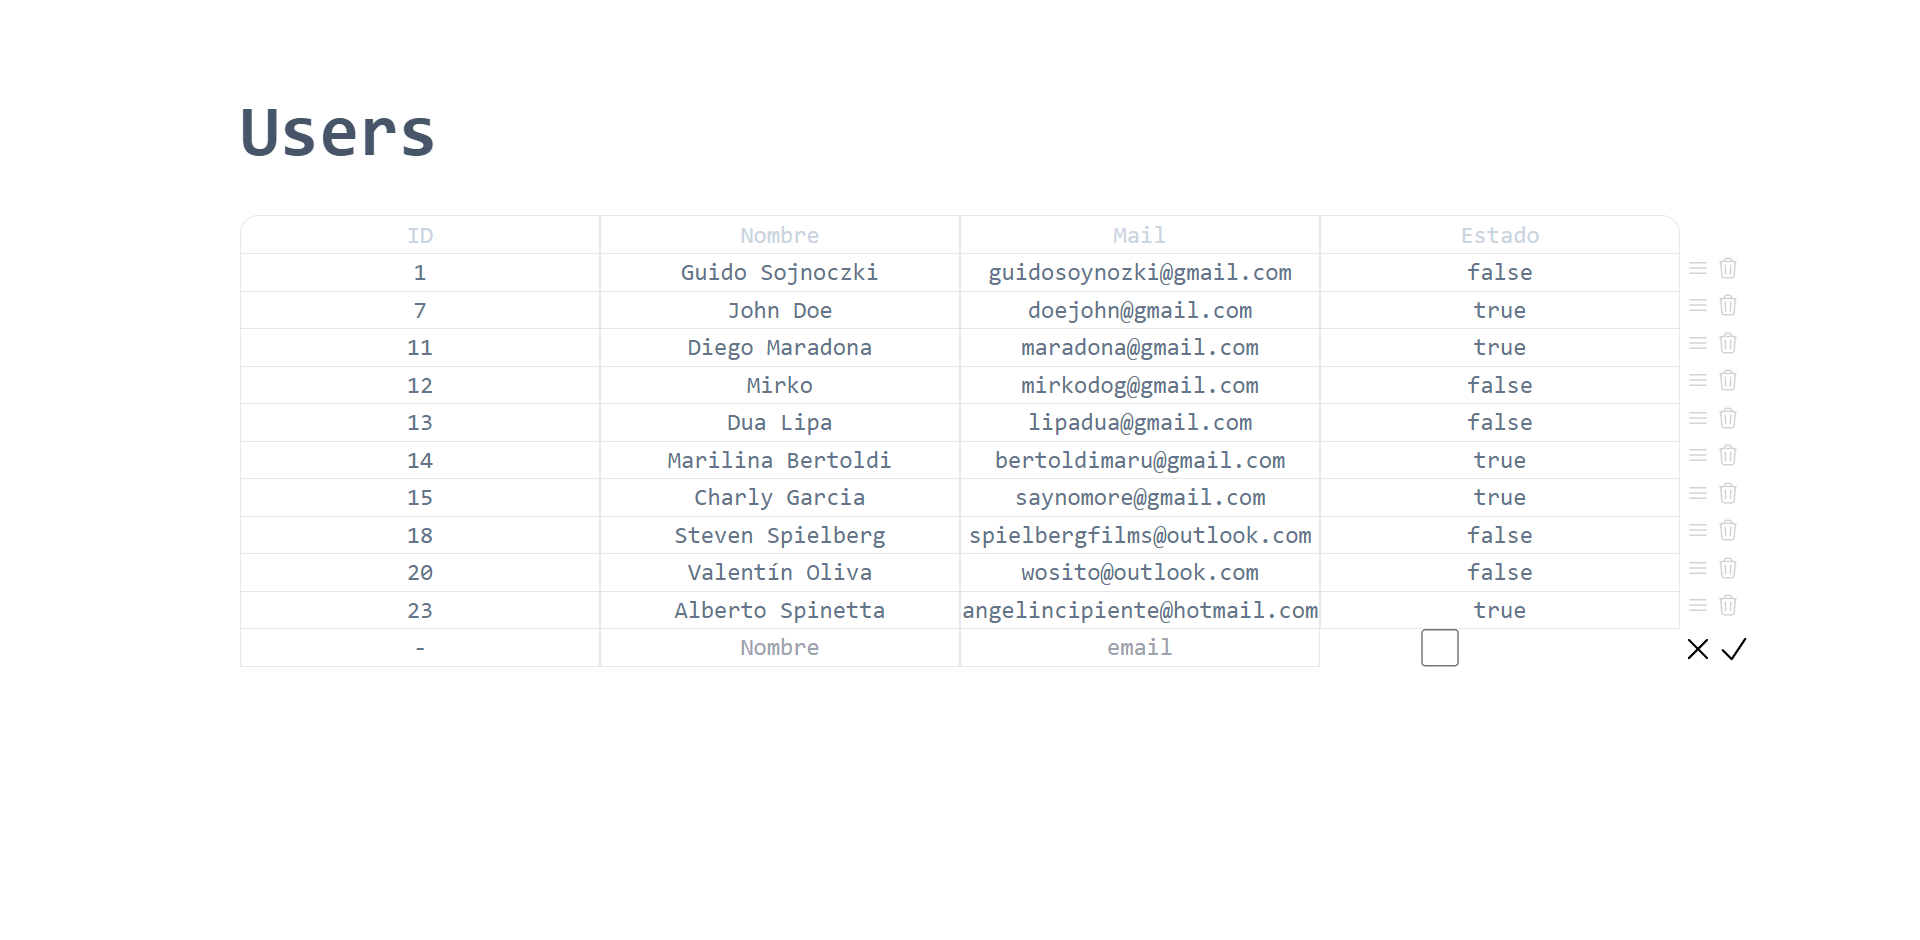 Users
ID Nombre Mail Estado
1 Guido Sojnoczki guidosoynozki@gmail.com false
7 John Doe doejohn@gmail.com true
11 Diego Maradona maradona@gmail.com true
12 Mirko mirkodog@gmail.com false
13 Dua Lipa lipadua@gmail.com false
14 Marilina Bertoldi bertoldimaru@gmail.com true
15 Charly Garcia saynomore@gmail.com true
18 Steven Spielberg spielbergfilms@outlook.com false
20 Valentín Oliva wosito@outlook.com false
23 Alberto Spinetta angelincipiente@hotmail.com true
- Nombre email